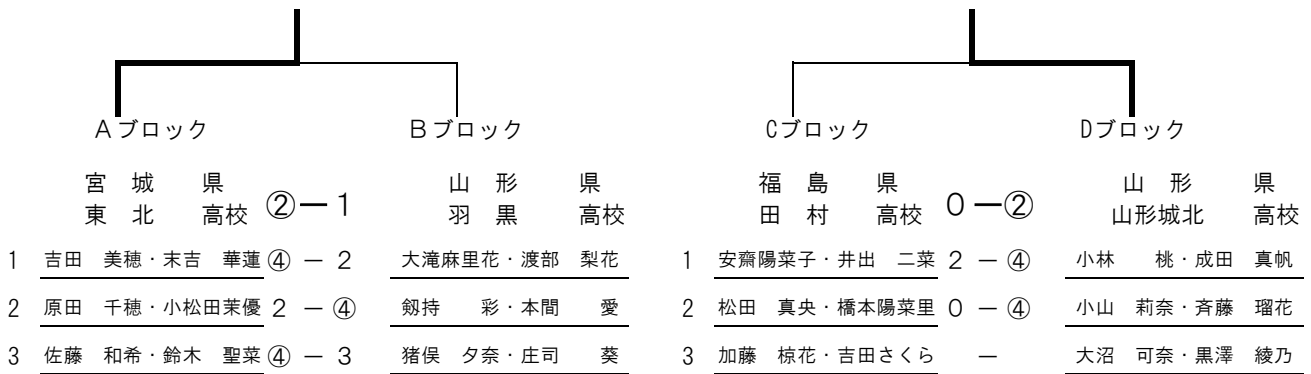 Aブロック Bブロック Cブロック Dブロック
宮城県 山形県 福島県 山形県
東北高校 ②－1 羽黒高校 田村高校 0－② 山形城北高校
1 吉田 美穂・末吉 華蓮 ④ － 2 大滝麻里花・渡部 梨花 1 安齋陽菜子・井出 二菜 2 － ④ 小林 桃・成田 真帆
2 原田 千穂・小松田茉優 2 － ④ 剱持 彩・本間 愛 2 松田 真央・橋本陽菜里 0 － ④ 小山 莉奈・斉藤 瑠花
3 佐藤 和希・鈴木 聖菜 ④ － 3 猪俣 夕奈・庄司 葵 3 加藤 椋花・吉田さくら － 大沼 可奈・黒澤 綾乃